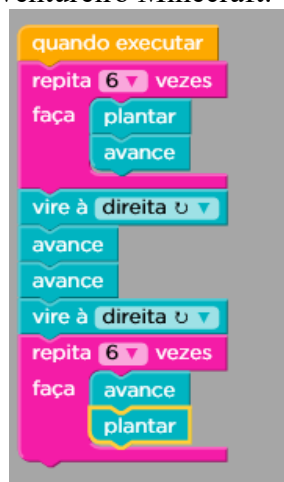 quando executar
repita 6 vezes
faça plantar
avance
vire à direita ↻
avance
avance
vire à direita ↻
repita 6 vezes
faça avance
plantar